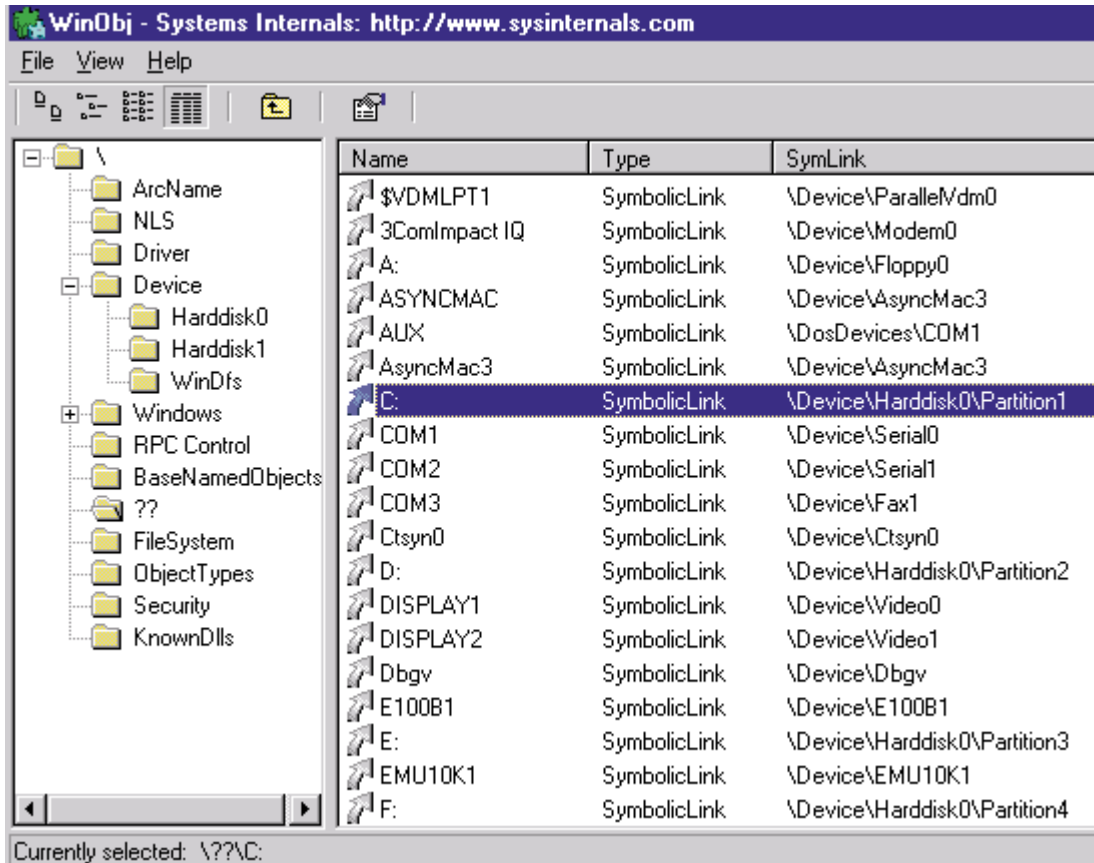 WinObj - Systems Internals: http://www.sysinternals.com
File View Help
\
ArcName
NLS
Driver
Device
Harddisk0
Harddisk1
WinDfs
Windows
RPC Control
BaseNamedObjects
??
FileSystem
ObjectTypes
Security
KnownDlls
Name Type SymLink
$VDMLPT1 SymbolicLink \Device\ParallelVdm0
3ComImpact IQ SymbolicLink \Device\Modem0
A: SymbolicLink \Device\Floppy0
ASYNCMAC SymbolicLink \Device\AsyncMac3
AUX SymbolicLink \DosDevices\COM1
AsyncMac3 SymbolicLink \Device\AsyncMac3
C: SymbolicLink \Device\Harddisk0\Partition1
COM1 SymbolicLink \Device\Serial0
COM2 SymbolicLink \Device\Serial1
COM3 SymbolicLink \Device\Fax1
Ctsyn0 SymbolicLink \Device\Ctsyn0
D: SymbolicLink \Device\Harddisk0\Partition2
DISPLAY1 SymbolicLink \Device\Video0
DISPLAY2 SymbolicLink \Device\Video1
Dbgv SymbolicLink \Device\Dbgv
E100B1 SymbolicLink \Device\E100B1
E: SymbolicLink \Device\Harddisk0\Partition3
EMU10K1 SymbolicLink \Device\EMU10K1
F: SymbolicLink \Device\Harddisk0\Partition4
Currently selected: \??\C: